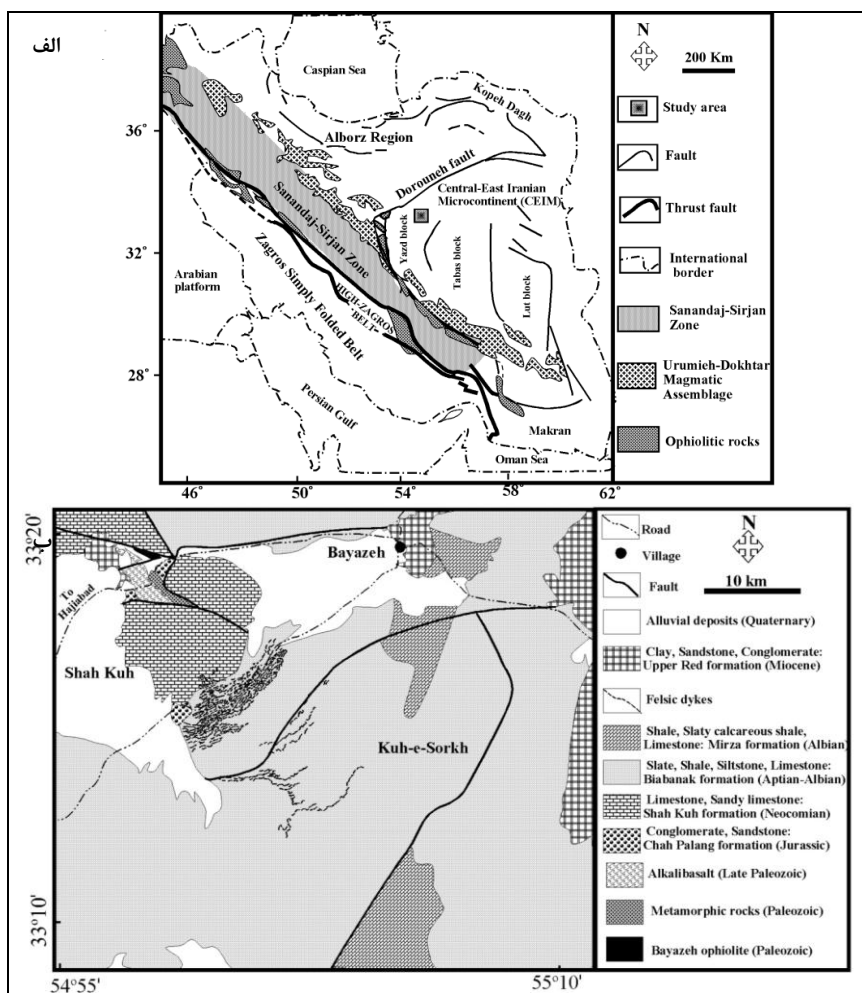 الف
Caspian Sea
Kopeh Dagh
Alborz Region
Dorouneh fault
Central-East Iranian
Microcontinent (CEIM)
Sanandaj-Sirjan Zone
Yazd block
Tabas block
Lut block
Arabian
platform
Zagros Simply Folded Belt
HIGH-ZAGROS
BELT
Persian Gulf
Makran
Oman Sea
36°
32°
28°
46°
50°
54°
58°
62°
N
200 Km
Study area
Fault
Thrust fault
International
border
Sanandaj-Sirjan
Zone
Urumieh-Dokhtar
Magmatic
Assemblage
Ophiolitic rocks
ب
33°20'
33°10'
54°55'
55°10'
Bayazeh
To
Hajiabad
Shah Kuh
Kuh-e-Sorkh
Road
N
Village
Fault
10 km
Alluvial deposits (Quaternary)
Clay, Sandstone, Conglomerate:
Upper Red formation (Miocene)
Felsic dykes
Shale, Slaty calcareous shale,
Limestone: Mirza formation (Albian)
Slate, Shale, Siltstone, Limestone:
Biabanak formation (Aptian-Albian)
Limestone, Sandy limestone:
Shah Kuh formation (Neocomian)
Conglomerate, Sandstone:
Chah Palang formation (Jurassic)
Alkalibasalt (Late Paleozoic)
Metamorphic rocks (Paleozoic)
Bayazeh ophiolite (Paleozoic)